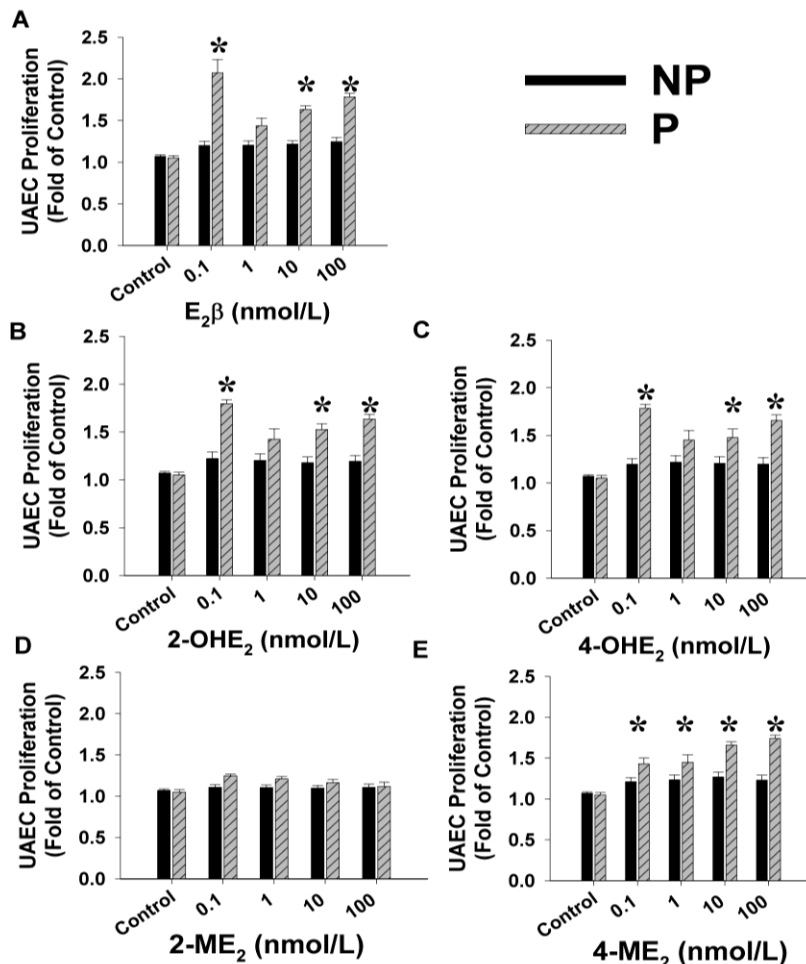 A
UAEC Proliferation
(Fold of Control)
2.5
2.0
1.5
1.0
0.5
0.0
*
*
*
Control
0.1
1
10
100
E₂β (nmol/L)
NP
P
B
UAEC Proliferation
(Fold of Control)
2.5
2.0
1.5
1.0
0.5
0.0
*
*
*
Control
0.1
1
10
100
2-OHE₂ (nmol/L)
C
UAEC Proliferation
(Fold of Control)
2.5
2.0
1.5
1.0
0.5
0.0
*
*
*
Control
0.1
1
10
100
4-OHE₂ (nmol/L)
D
UAEC Proliferation
(Fold of Control)
2.5
2.0
1.5
1.0
0.5
0.0
Control
0.1
1
10
100
2-ME₂ (nmol/L)
E
UAEC Proliferation
(Fold of Control)
2.5
2.0
1.5
1.0
0.5
0.0
*
*
*
*
Control
0.1
1
10
100
4-ME₂ (nmol/L)